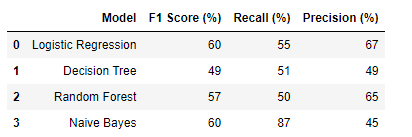 Model F1 Score (%) Recall (%) Precision (%)
0 Logistic Regression 60 55 67
1 Decision Tree 49 51 49
2 Random Forest 57 50 65
3 Naive Bayes 60 87 45